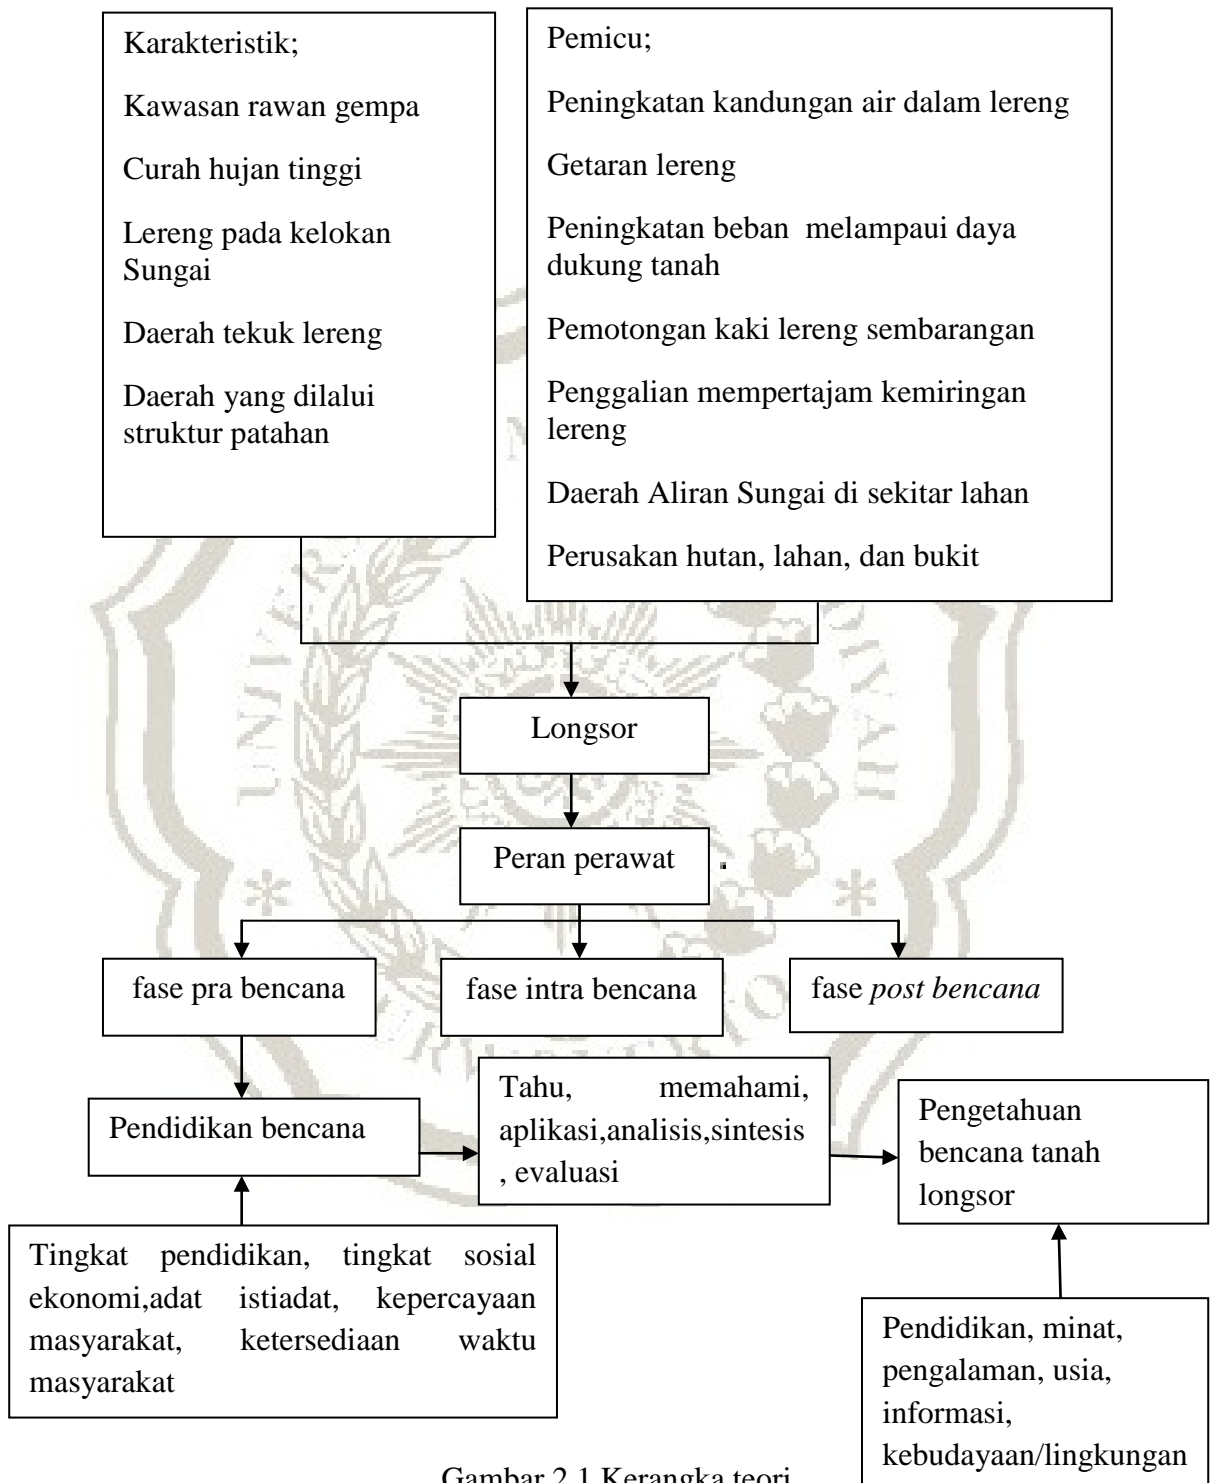 Karakteristik;
Kawasan rawan gempa
Curah hujan tinggi
Lereng pada kelokan
Sungai
Daerah tekuk lereng
Daerah yang dilalui
struktur patahan
Pemicu;
Peningkatan kandungan air dalam lereng
Getaran lereng
Peningkatan beban melampaui daya
dukung tanah
Pemotongan kaki lereng sembarangan
Penggalian mempertajam kemiringan
lereng
Daerah Aliran Sungai di sekitar lahan
Perusakan hutan, lahan, dan bukit
Longsor
Peran perawat
fase pra bencana
fase intra bencana
fase post bencana
Pendidikan bencana
Tahu, memahami,
aplikasi,analisis,sintesis
, evaluasi
Pengetahuan
bencana tanah
longsor
Tingkat pendidikan, tingkat sosial
ekonomi,adat istiadat, kepercayaan
masyarakat, ketersediaan waktu
masyarakat
Pendidikan, minat,
pengalaman, usia,
informasi,
kebudayaan/lingkungan
Gambar 2.1 Kerangka teori